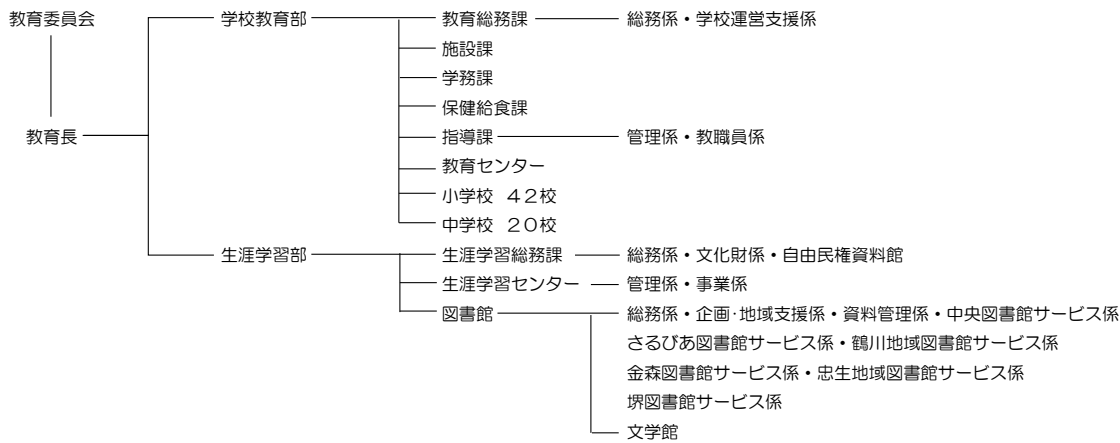 教育委員会 学校教育部 教育総務課 総務係・学校運営支援係
施設課
学務課
保健給食課
教育長 指導課 管理係・教職員係
教育センター
小学校 42校
中学校 20校
生涯学習部 生涯学習総務課 総務係・文化財係・自由民権資料館
生涯学習センター 管理係・事業係
図書館 総務係・企画･地域支援係・資料管理係・中央図書館サービス係
さるびあ図書館サービス係・鶴川地域図書館サービス係
金森図書館サービス係・忠生地域図書館サービス係
堺図書館サービス係
文学館